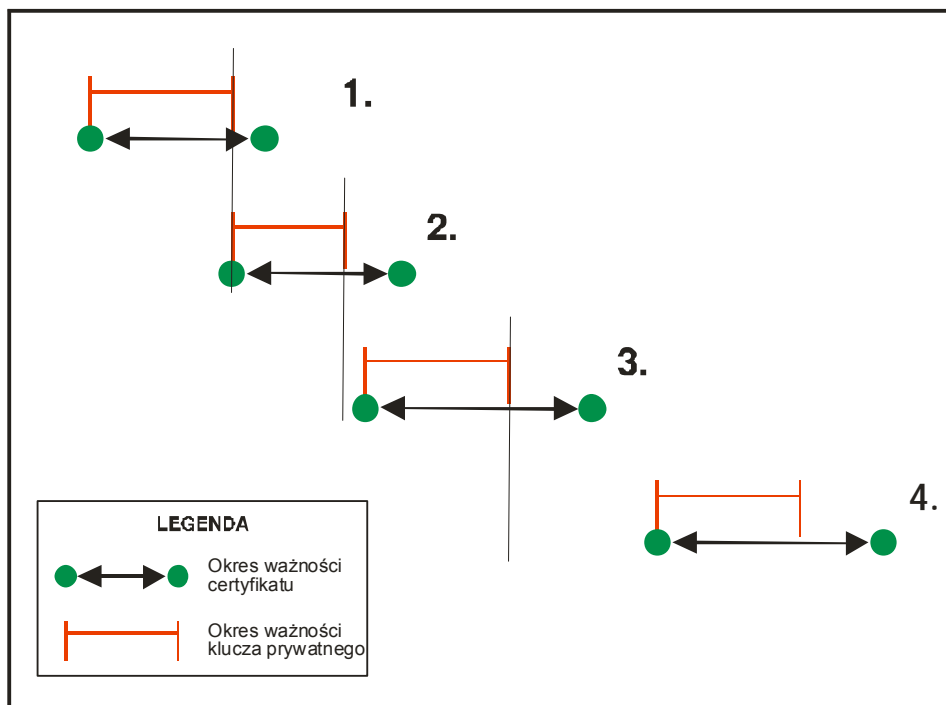 1.
2.
3.
4.
LEGENDA
Okres ważności
certyfikatu
Okres ważności
klucza prywatnego